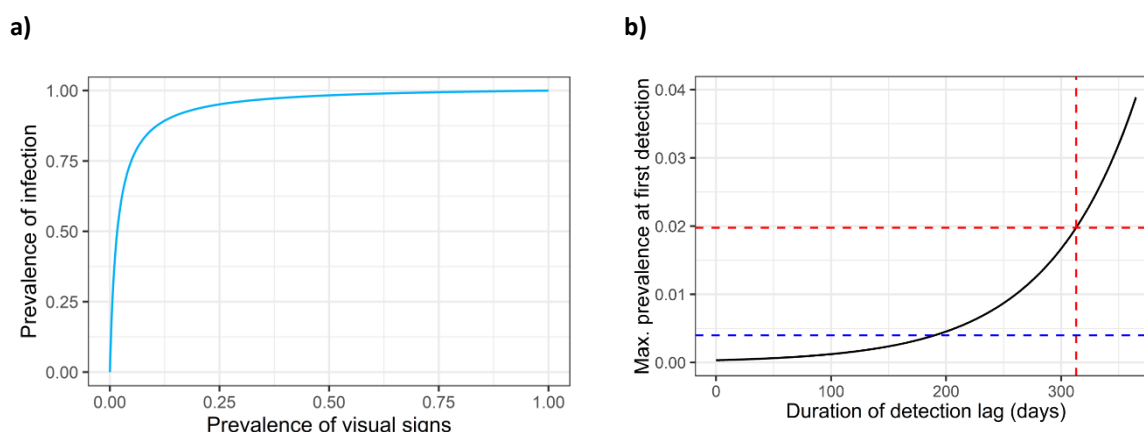 a)
Prevalence of infection
1.00
0.75
0.50
0.25
0.00
0.00 0.25 0.50 0.75 1.00
Prevalence of visual signs
b)
Max. prevalence at first detection
0.04
0.03
0.02
0.01
0.00
0 100 200 300
Duration of detection lag (days)